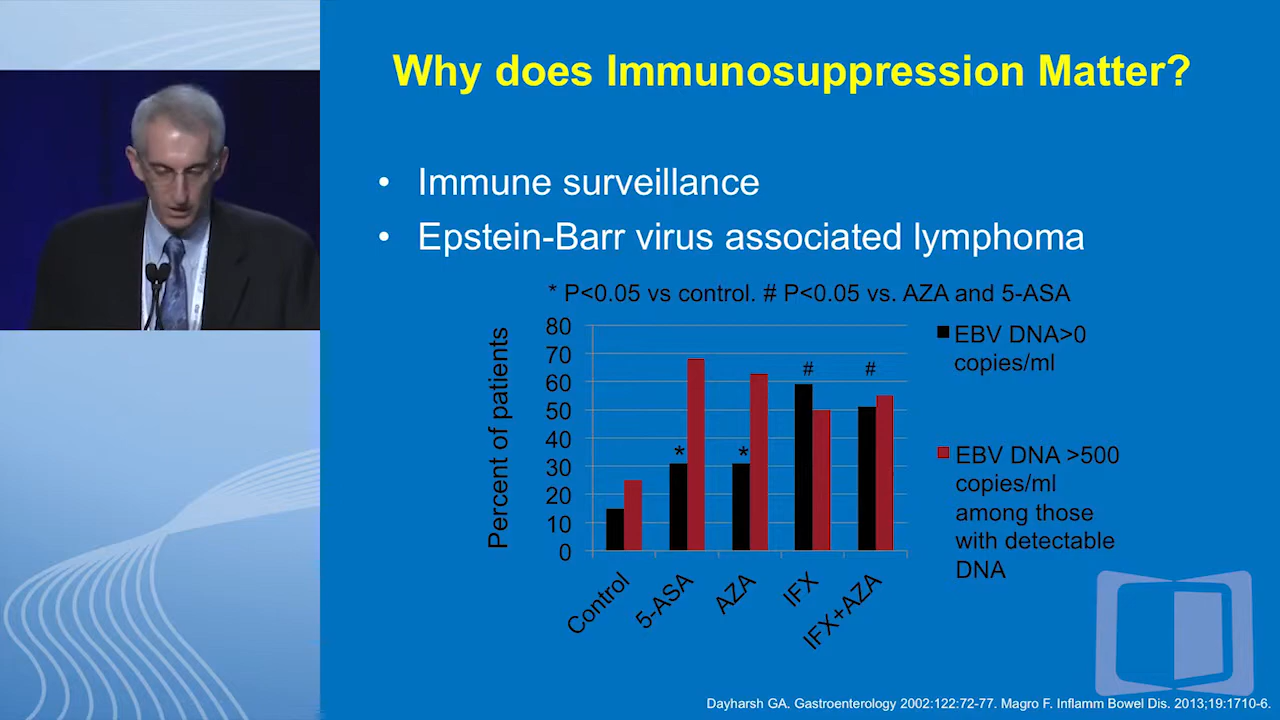 Why does Immunosuppression Matter?
• Immune surveillance
• Epstein-Barr virus associated lymphoma
* P<0.05 vs control. # P<0.05 vs. AZA and 5-ASA
Percent of patients
80
70
60
50
40
30
20
10
0
*
*
#
#
Control
5-ASA
AZA
IFX
IFX+AZA
EBV DNA>0
copies/ml
EBV DNA >500
copies/ml
among those
with detectable
DNA
Dayharsh GA. Gastroenterology 2002:122:72-77. Magro F. Inflamm Bowel Dis. 2013;19:1710-6.